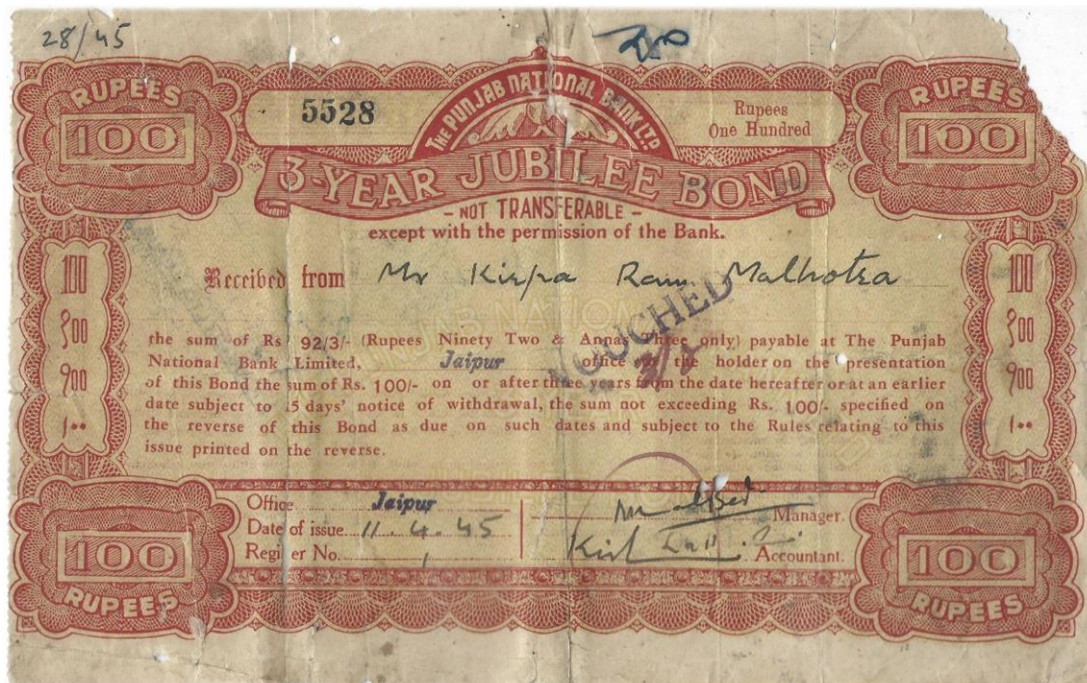 28/45
RUPEES 100
5528
THE PUNJAB NATIONAL BANK LTD
Rupees
One Hundred
RUPEES 100
3-YEAR JUBILEE BOND
- NOT TRANSFERABLE -
except with the permission of the Bank.
Received from Mr Kirpa Ram Malhotra
100
१००
੧੦੦
۱۰۰
100
१००
੧੦੦
۱۰۰
VOUCHED
the sum of Rs 92/3/- (Rupees Ninety Two & Annas Three only) payable at The Punjab
National Bank Limited, Jaipur office to the holder on the presentation
of this Bond the sum of Rs. 100/- on or after three years from the date hereafter or at an earlier
date subject to 15 days' notice of withdrawal, the sum not exceeding Rs. 100/- specified on
the reverse of this Bond as due on such dates and subject to the Rules relating to this
issue printed on the reverse.
Office Jaipur
Date of issue 11.4.45
Register No.
Manager.
Accountant.
100 RUPEES
100 RUPEES